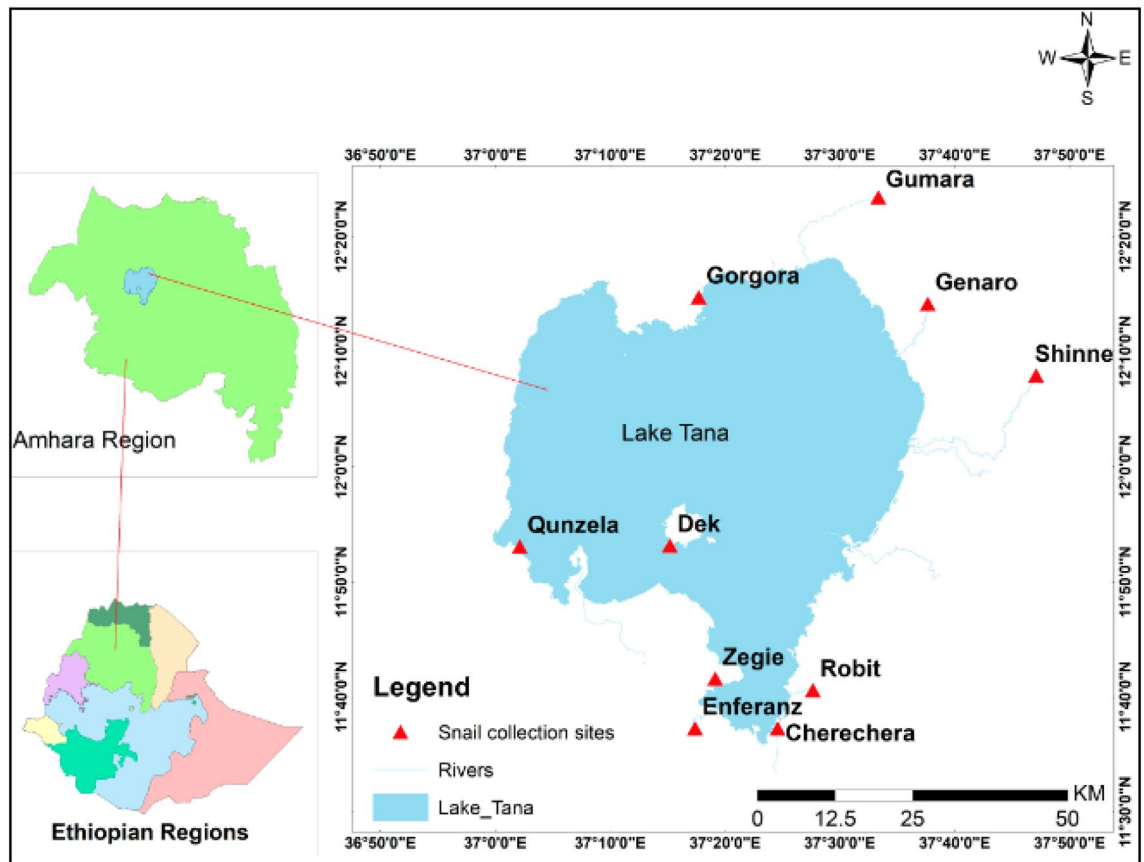 N
W E
S
36°50'0"E 37°0'0"E 37°10'0"E 37°20'0"E 37°30'0"E 37°40'0"E 37°50'0"E
Gumara
12°20'0"N 12°20'0"N
Gorgora
Genaro
12°10'0"N 12°10'0"N
Shinne
Amhara Region
Lake Tana
12°0'0"N 12°0'0"N
Qunzela
Dek
11°50'0"N 11°50'0"N
Zegie
Robit
Legend
11°40'0"N 11°40'0"N
Enferanz
Snail collection sites
Cherechera
Rivers
KM
Lake_Tana
0 12.5 25 50
11°30'0"N
Ethiopian Regions
36°50'0"E 37°0'0"E 37°10'0"E 37°20'0"E 37°30'0"E 37°40'0"E 37°50'0"E